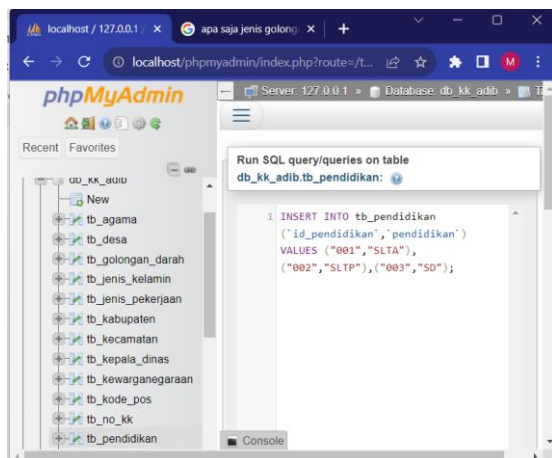 localhost / 127.0.0.1 /
apa saja jenis golong
localhost/phpmyadmin/index.php?route=/t...
M
phpMyAdmin
Recent Favorites
db_kk_adib
New
tb_agama
tb_desa
tb_golongan_darah
tb_jenis_kelamin
tb_jenis_pekerjaan
tb_kabupaten
tb_kecamatan
tb_kepala_dinas
tb_kewarganegaraan
tb_kode_pos
tb_no_kk
tb_pendidikan
Server: 127.0.0.1 » Database: db_kk_adib »
Run SQL query/queries on table
db_kk_adib.tb_pendidikan:
1 INSERT INTO tb_pendidikan
(`id_pendidikan`,`pendidikan`)
VALUES ("001","SLTA"),
("002","SLTP"),("003","SD");
Console